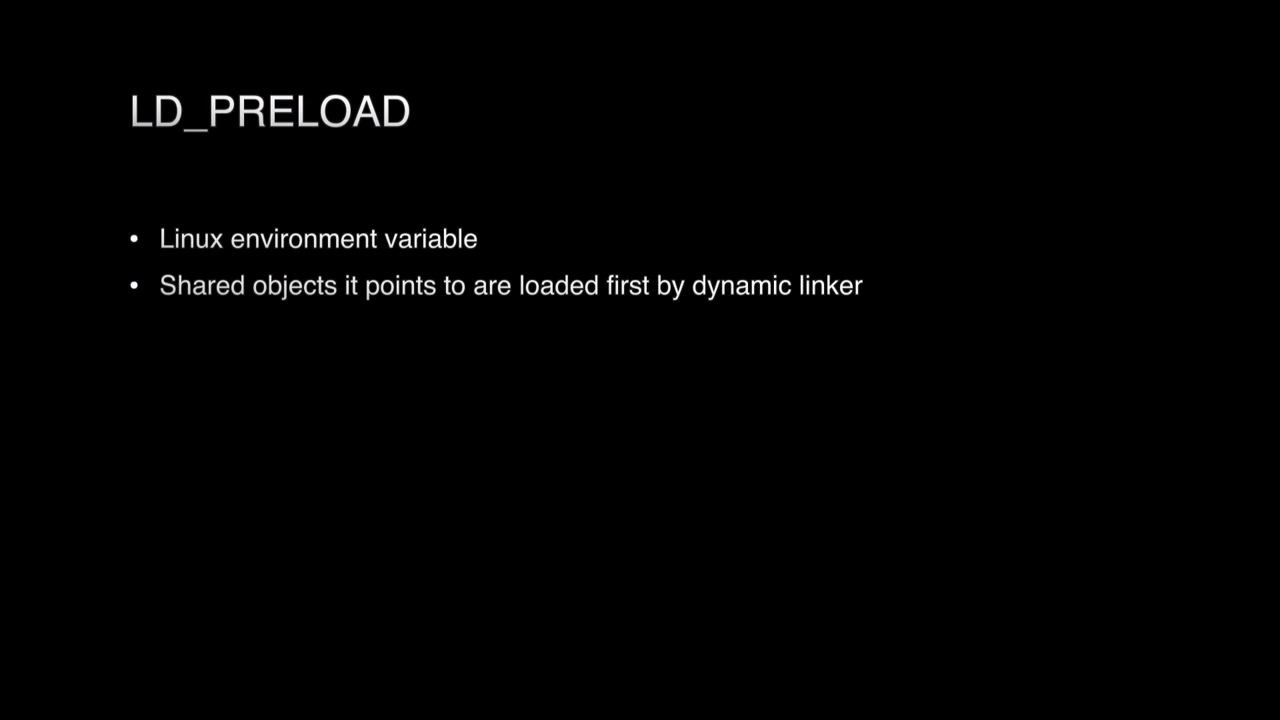 LD_PRELOAD
• Linux environment variable
• Shared objects it points to are loaded first by dynamic linker